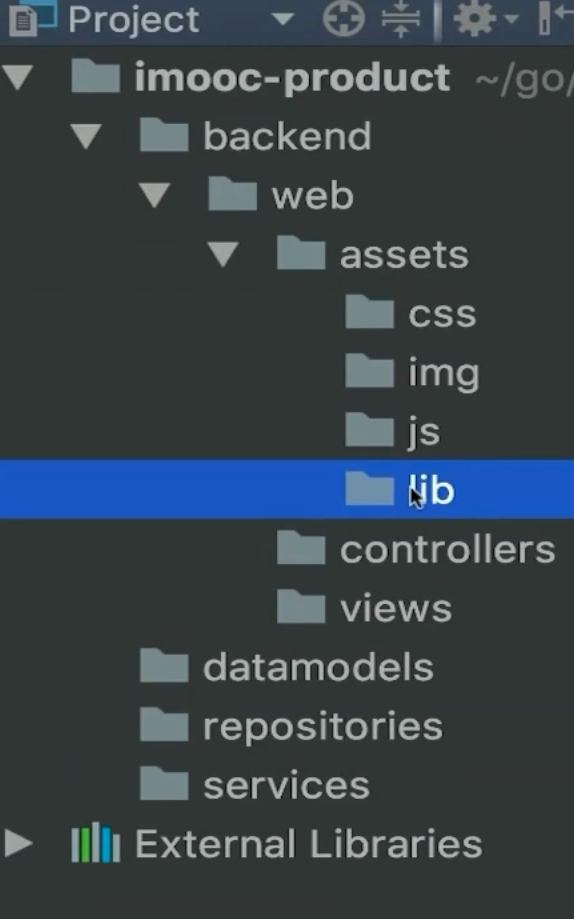 Project
imooc-product ~/go/
backend
web
assets
css
img
js
lib
controllers
views
datamodels
repositories
services
External Libraries